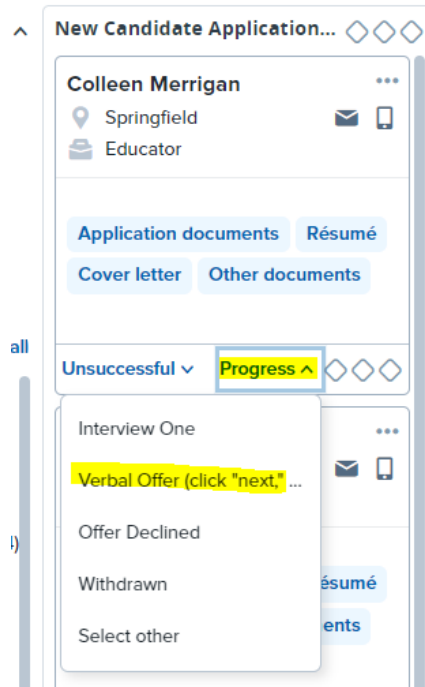 New Candidate Application...
Colleen Merrigan
Springfield
Educator
Application documents Résumé
Cover letter Other documents
all
Unsuccessful Progress
Interview One
Verbal Offer (click "next," ...
Offer Declined
4)
Withdrawn
ésumé
ents
Select other